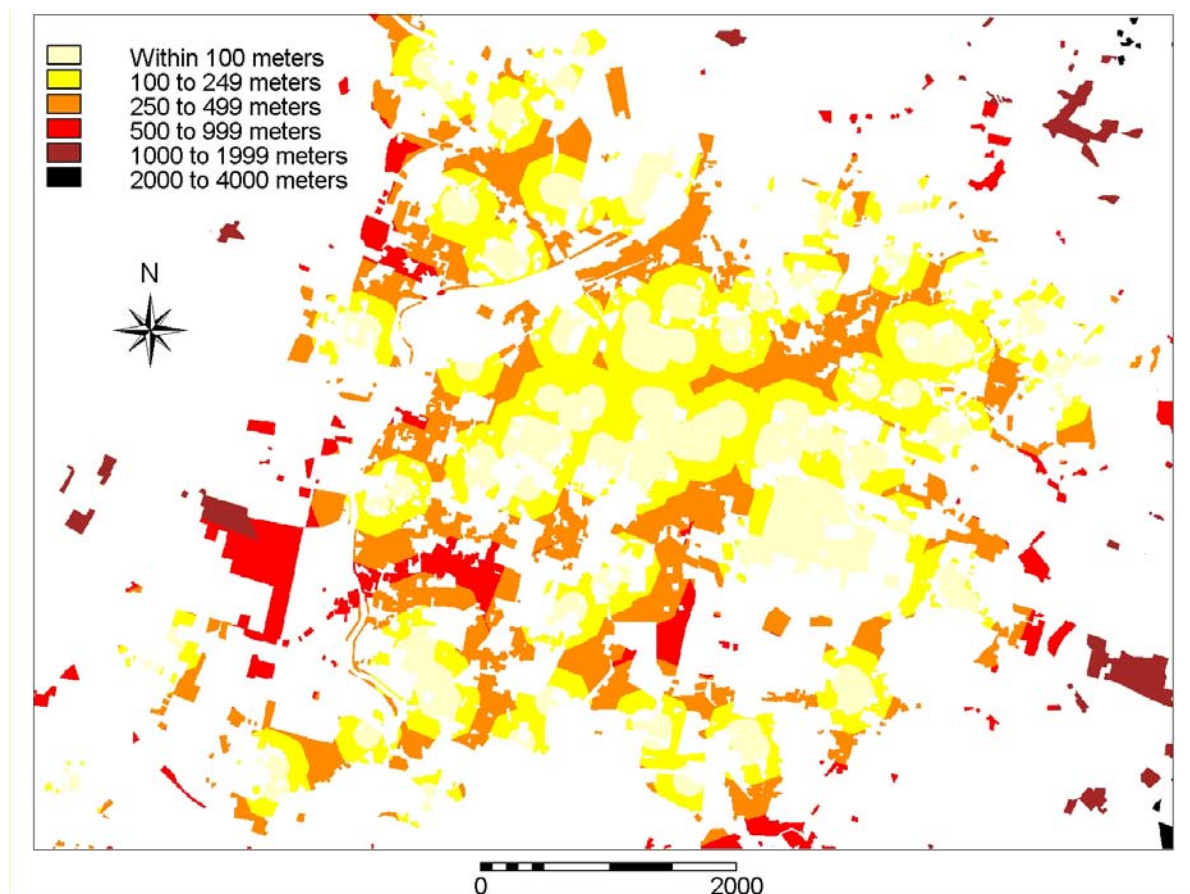 Within 100 meters
100 to 249 meters
250 to 499 meters
500 to 999 meters
1000 to 1999 meters
2000 to 4000 meters
N
0 2000